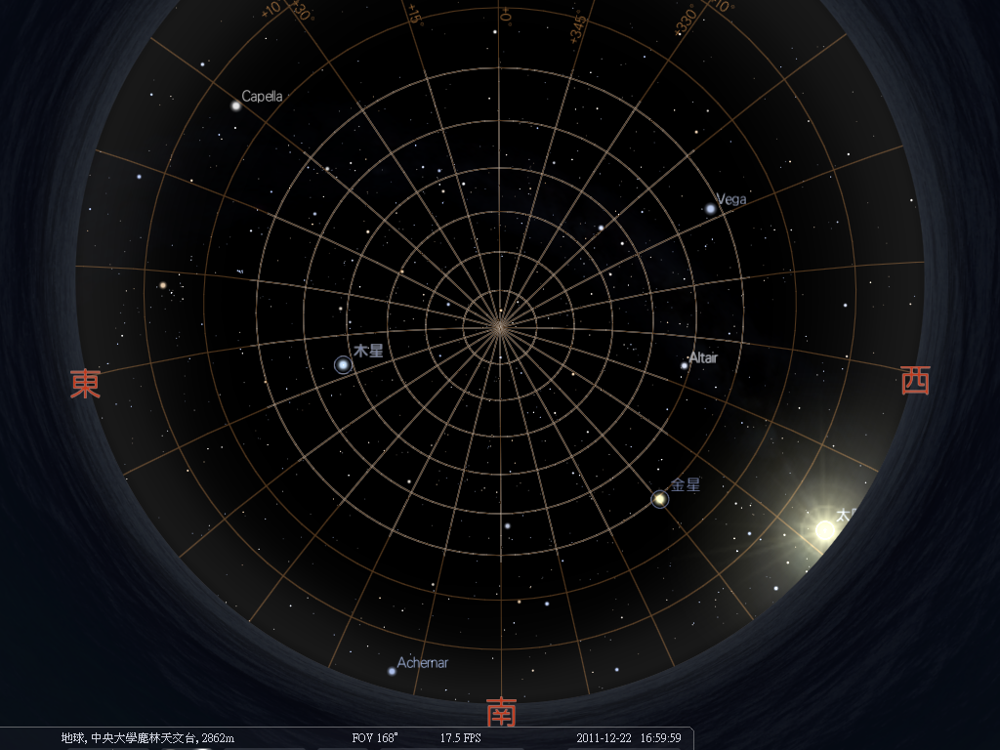 +10°
+30°
+15°
+0°
+345°
+330°
+10°
Capella
Vega
木星
Altair
東
西
金星
太
Achernar
南
地球, 中央大學鹿林天文台, 2862m FOV 168° 17.5 FPS 2011-12-22 16:59:59